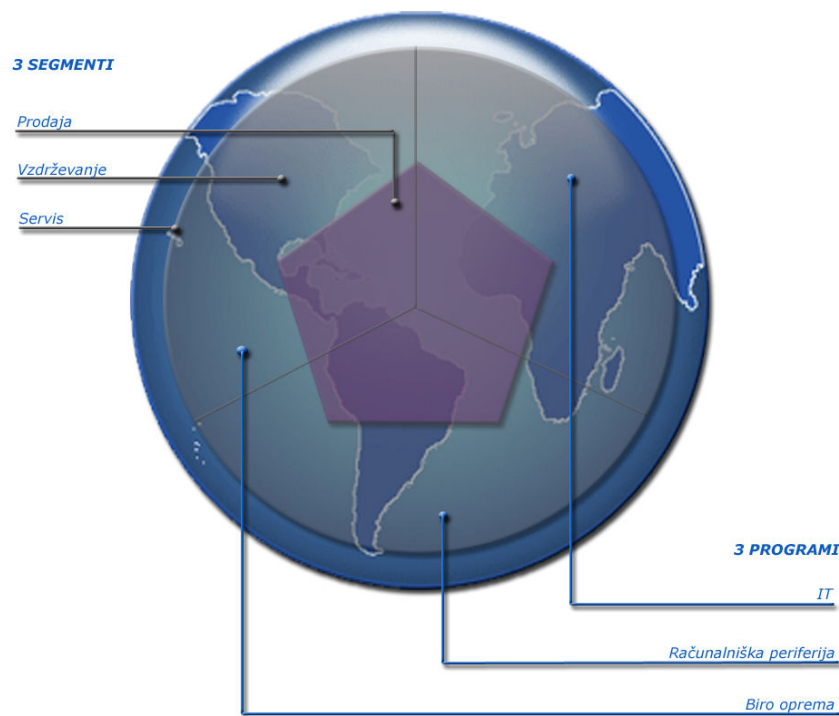 3 SEGMENTI
Prodaja
Vzdrževanje
Servis
3 PROGRAMI
IT
Računalniška periferija
Biro oprema